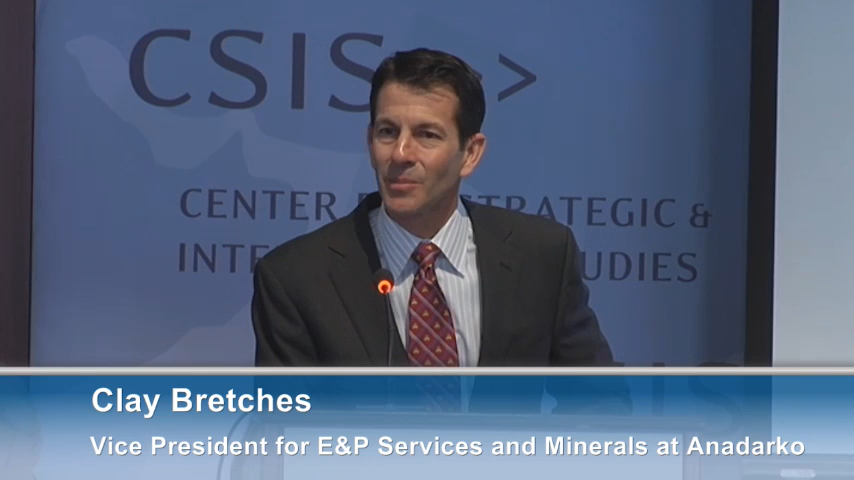 CSIS >
CENTER STRATEGIC &
INTE UDIES
Clay Bretches
Vice President for E&P Services and Minerals at Anadarko